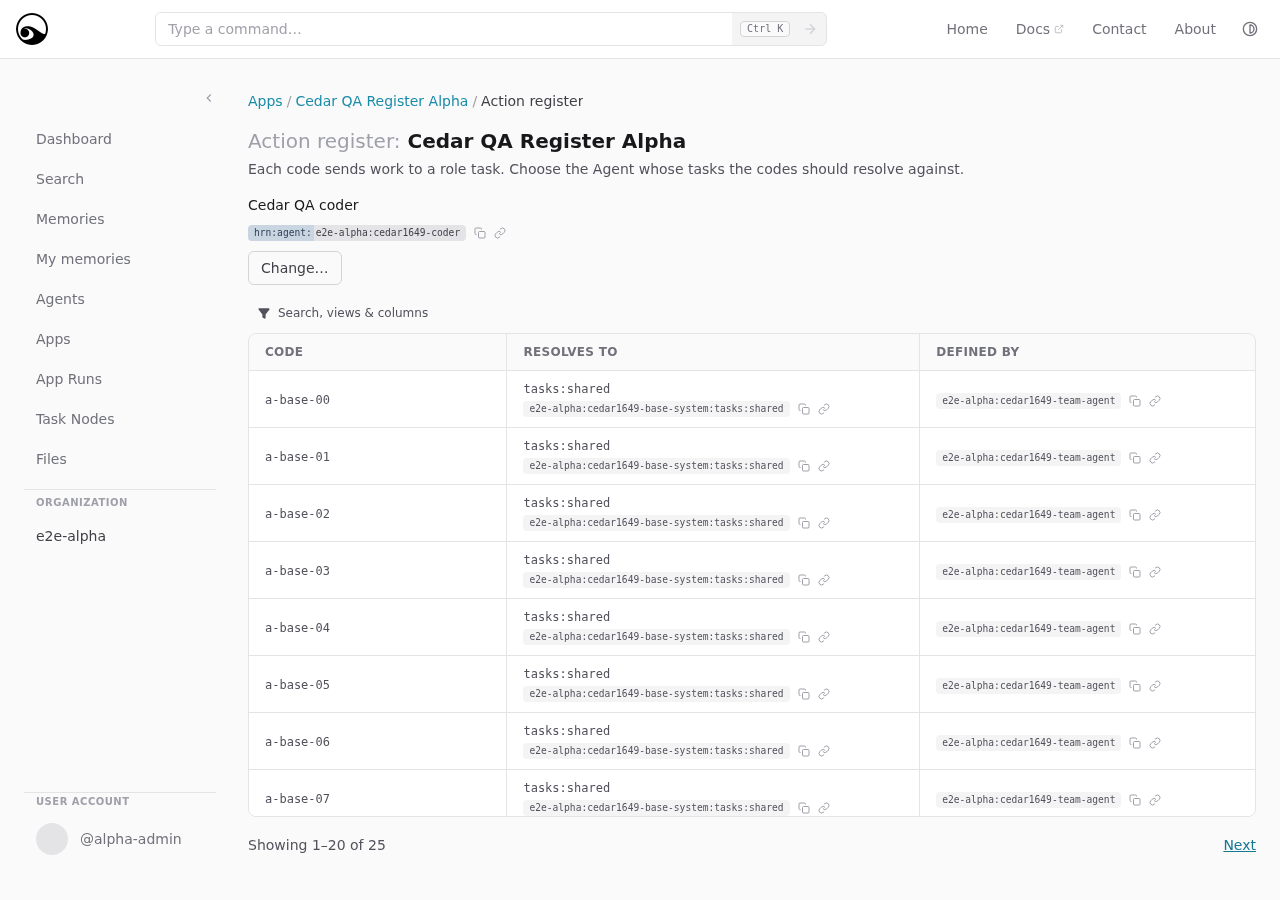 Type a command...
Ctrl K
Home
Docs
Contact
About
Dashboard
Search
Memories
My memories
Agents
Apps
App Runs
Task Nodes
Files
ORGANIZATION
e2e-alpha
USER ACCOUNT
@alpha-admin
Apps / Cedar QA Register Alpha / Action register
Action register: Cedar QA Register Alpha
Each code sends work to a role task. Choose the Agent whose tasks the codes should resolve against.
Cedar QA coder
hrn:agent:e2e-alpha:cedar1649-coder
Change...
Search, views & columns
CODE RESOLVES TO DEFINED BY
a-base-00 tasks:shared
e2e-alpha:cedar1649-base-system:tasks:shared e2e-alpha:cedar1649-team-agent
a-base-01 tasks:shared
e2e-alpha:cedar1649-base-system:tasks:shared e2e-alpha:cedar1649-team-agent
a-base-02 tasks:shared
e2e-alpha:cedar1649-base-system:tasks:shared e2e-alpha:cedar1649-team-agent
a-base-03 tasks:shared
e2e-alpha:cedar1649-base-system:tasks:shared e2e-alpha:cedar1649-team-agent
a-base-04 tasks:shared
e2e-alpha:cedar1649-base-system:tasks:shared e2e-alpha:cedar1649-team-agent
a-base-05 tasks:shared
e2e-alpha:cedar1649-base-system:tasks:shared e2e-alpha:cedar1649-team-agent
a-base-06 tasks:shared
e2e-alpha:cedar1649-base-system:tasks:shared e2e-alpha:cedar1649-team-agent
a-base-07 tasks:shared
e2e-alpha:cedar1649-base-system:tasks:shared e2e-alpha:cedar1649-team-agent
Showing 1–20 of 25
Next